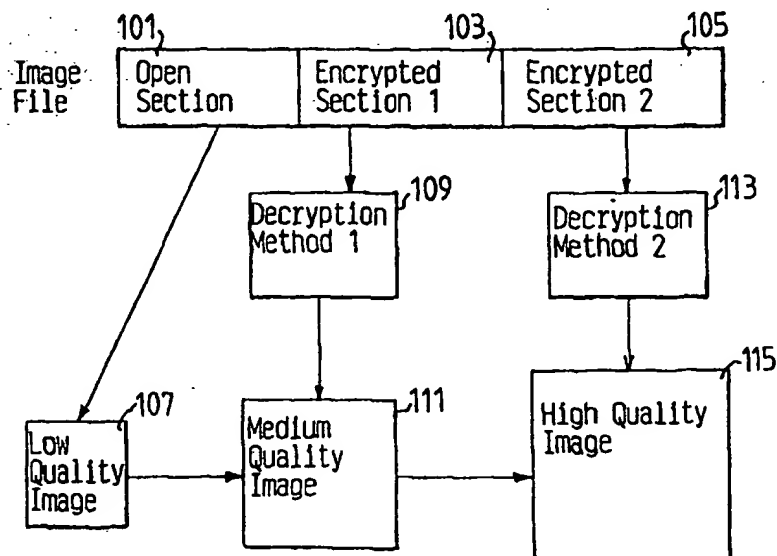 101
103
105
Image
File
Open
Section
Encrypted
Section 1
Encrypted
Section 2
109
113
Decryption
Method 1
Decryption
Method 2
107
111
115
Low
Quality
Image
Medium
Quality
Image
High Quality
Image